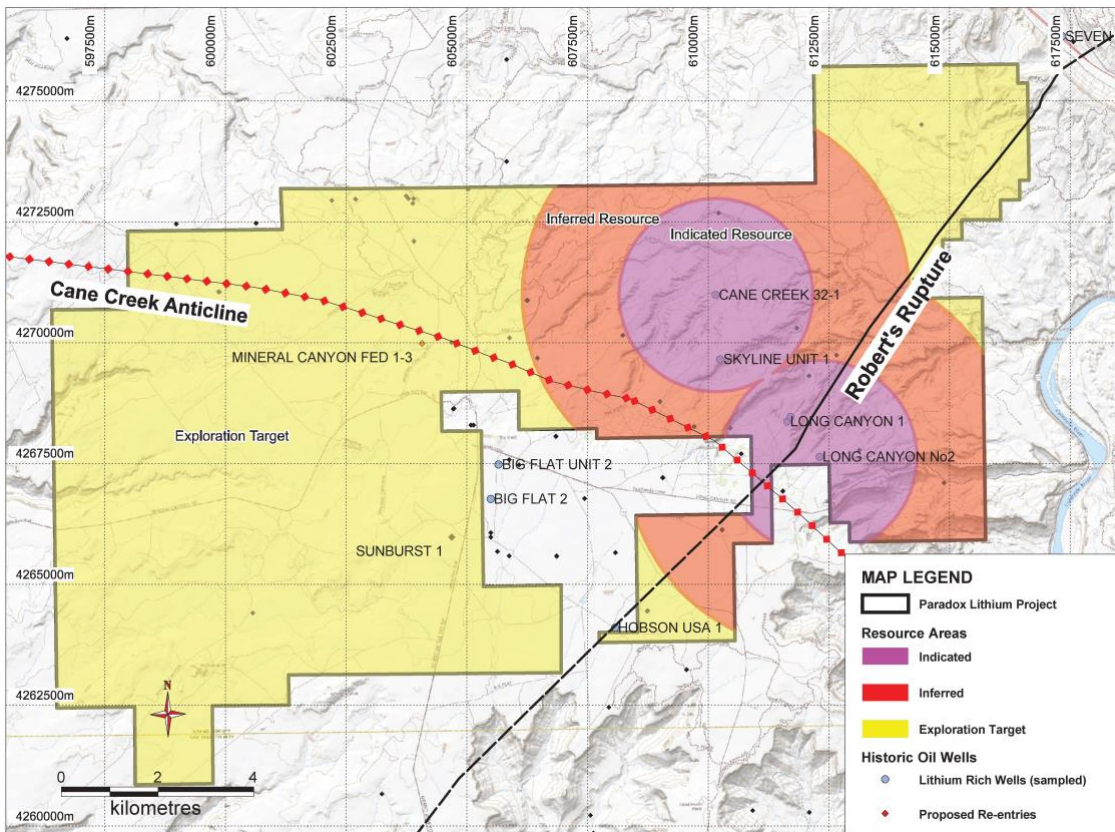 597500m
600000m
602500m
605000m
607500m
610000m
612500m
615000m
617500m
SEVEN
4275000m
4272500m
Inferred Resource
Indicated Resource
Cane Creek Anticline
CANE CREEK 32-1
Robert's Rupture
4270000m
MINERAL CANYON FED 1-3
SKYLINE UNIT 1
Exploration Target
LONG CANYON 1
4267500m
BIG FLAT UNIT 2
LONG CANYON No2
BIG FLAT 2
SUNBURST 1
4265000m
HOBSON USA 1
4262500m
N
0 2 4
kilometres
4260000m
MAP LEGEND
Paradox Lithium Project
Resource Areas
Indicated
Inferred
Exploration Target
Historic Oil Wells
Lithium Rich Wells (sampled)
Proposed Re-entries